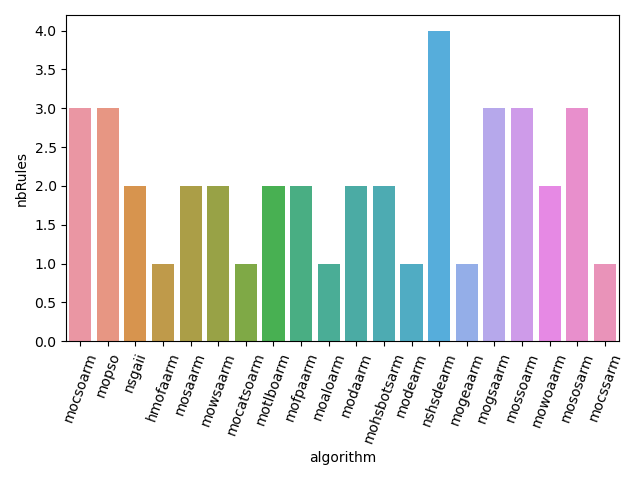 4.0
3.5
3.0
2.5
2.0
1.5
1.0
0.5
0.0
nbRules
mocsoarm
mopso
nsgaii
hmofaarm
mosaarm
mowsaarm
mocatsoarm
motlboarm
mofpaarm
moaloarm
modaarm
mohsbotsarm
modearm
nshsdearm
mogeaarm
mogsaarm
mossoarm
mowoaarm
mososarm
mocssarm
algorithm